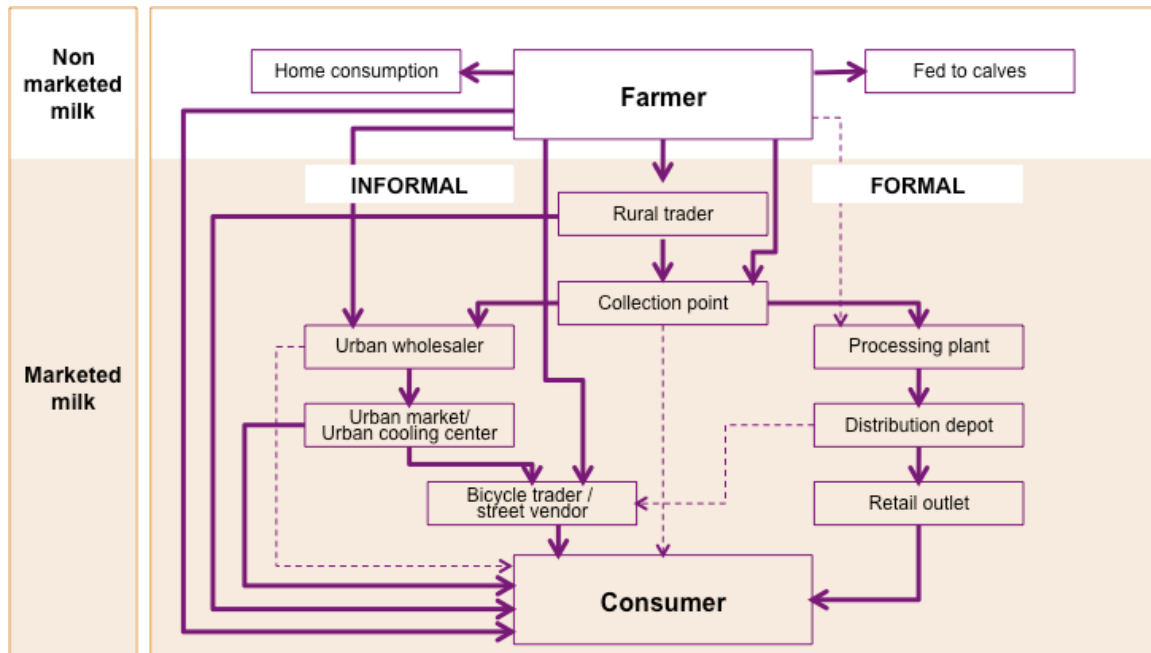 Non
marketed
milk
Home consumption
Farmer
Fed to calves
INFORMAL
FORMAL
Rural trader
Collection point
Urban wholesaler
Processing plant
Marketed
milk
Urban market/
Urban cooling center
Distribution depot
Bicycle trader /
street vendor
Retail outlet
Consumer